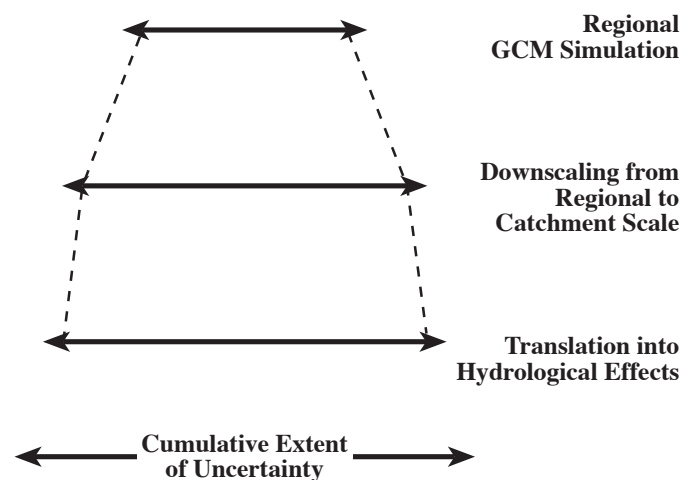 Regional
GCM Simulation
Downscaling from
Regional to
Catchment Scale
Translation into
Hydrological Effects
Cumulative Extent
of Uncertainty